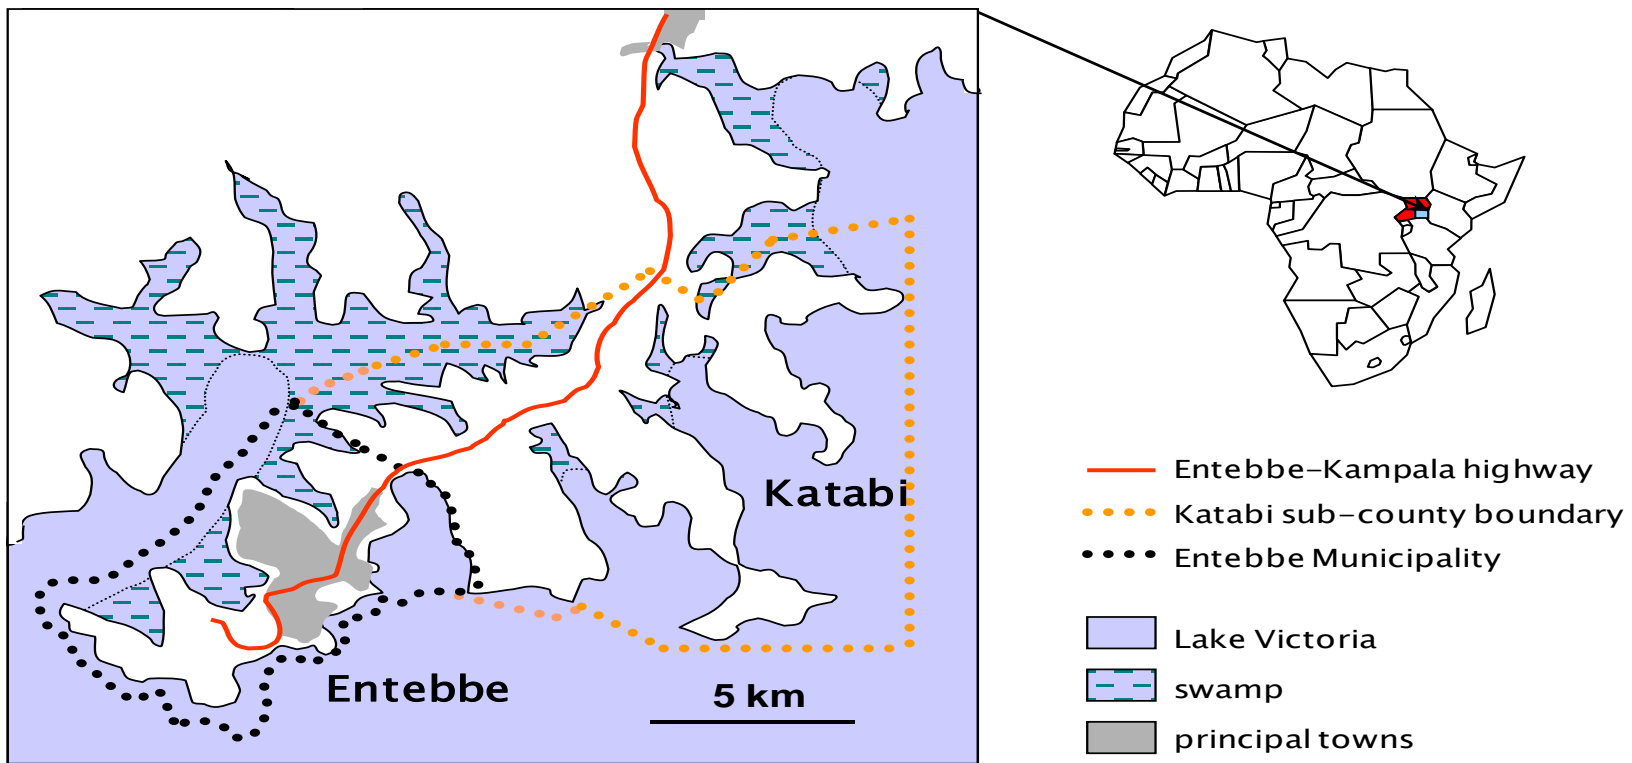 Katabi
Entebbe
5 km
Entebbe–Kampala highway
Katabi sub–county boundary
Entebbe Municipality
Lake Victoria
swamp
principal towns